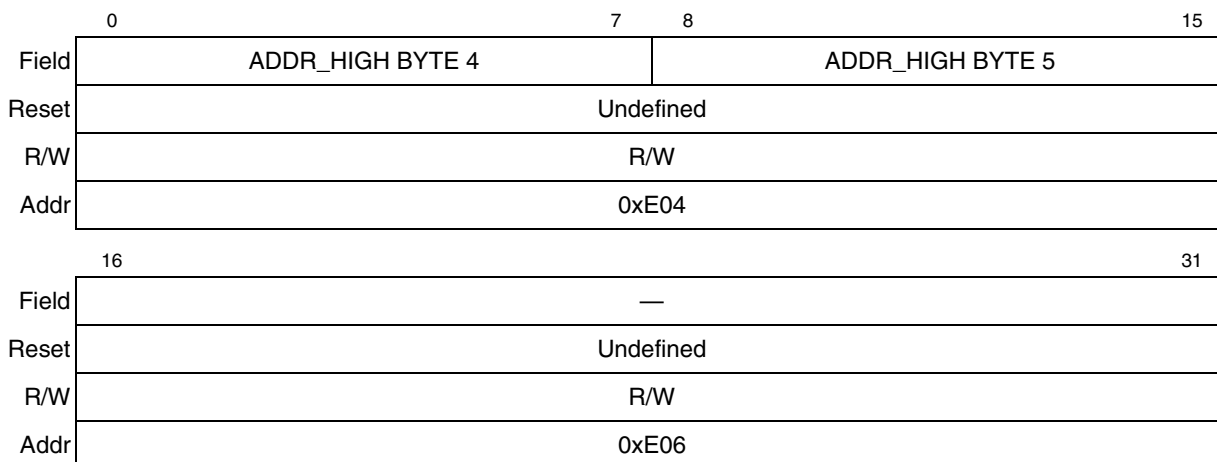 0 7 8 15
Field ADDR_HIGH BYTE 4 ADDR_HIGH BYTE 5
Reset Undefined
R/W R/W
Addr 0xE04
16 31
Field —
Reset Undefined
R/W R/W
Addr 0xE06